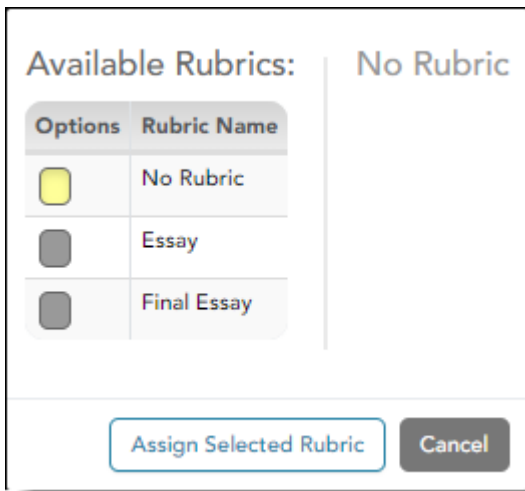 Available Rubrics:
No Rubric
Options Rubric Name
No Rubric
Essay
Final Essay
Assign Selected Rubric
Cancel